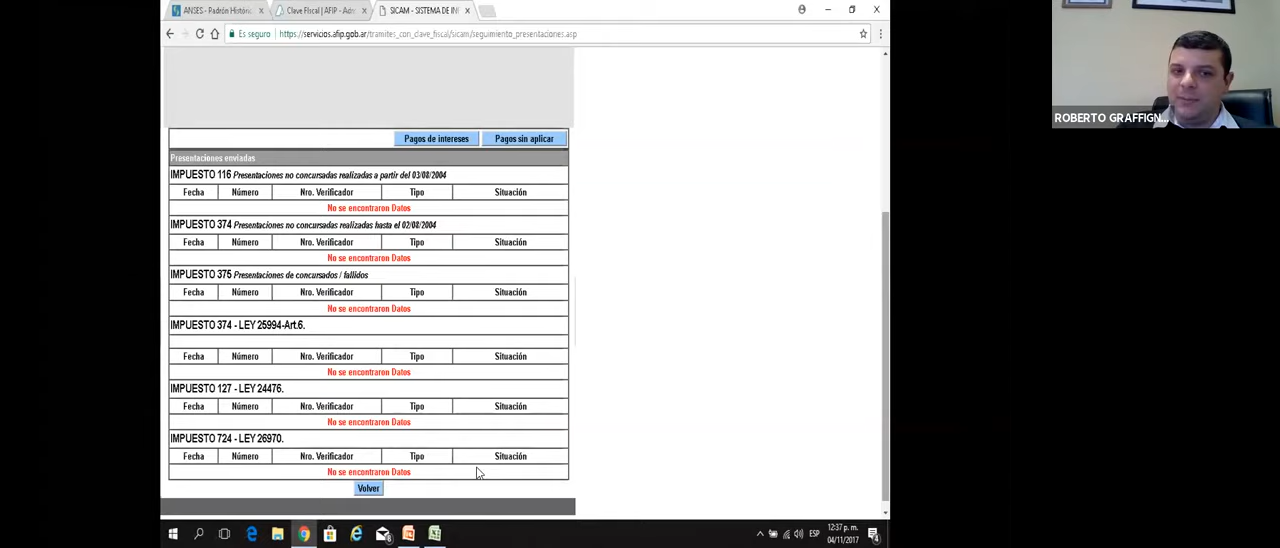 ANSES - Padrón Históri
Clave Fiscal | AFIP - Adm
SICAM - SISTEMA DE INF
Es seguro https://servicios.afip.gob.ar/tramites_con_clave_fiscal/sicam/seguimiento_presentaciones.asp
Pagos de intereses Pagos sin aplicar
Presentaciones enviadas
IMPUESTO 116 Presentaciones no concursadas realizadas a partir del 03/08/2004
Fecha Número Nro. Verificador Tipo Situación
No se encontraron Datos
IMPUESTO 374 Presentaciones no concursadas realizadas hasta el 02/08/2004
Fecha Número Nro. Verificador Tipo Situación
No se encontraron Datos
IMPUESTO 375 Presentaciones de concursados / fallidos
Fecha Número Nro. Verificador Tipo Situación
No se encontraron Datos
IMPUESTO 374 - LEY 25994-Art.6.
Fecha Número Nro. Verificador Tipo Situación
No se encontraron Datos
IMPUESTO 127 - LEY 24476.
Fecha Número Nro. Verificador Tipo Situación
No se encontraron Datos
IMPUESTO 724 - LEY 26970.
Fecha Número Nro. Verificador Tipo Situación
No se encontraron Datos
Volver
ESP
12:37 p.m.
04/11/2017
ROBERTO GRAFFIGN...